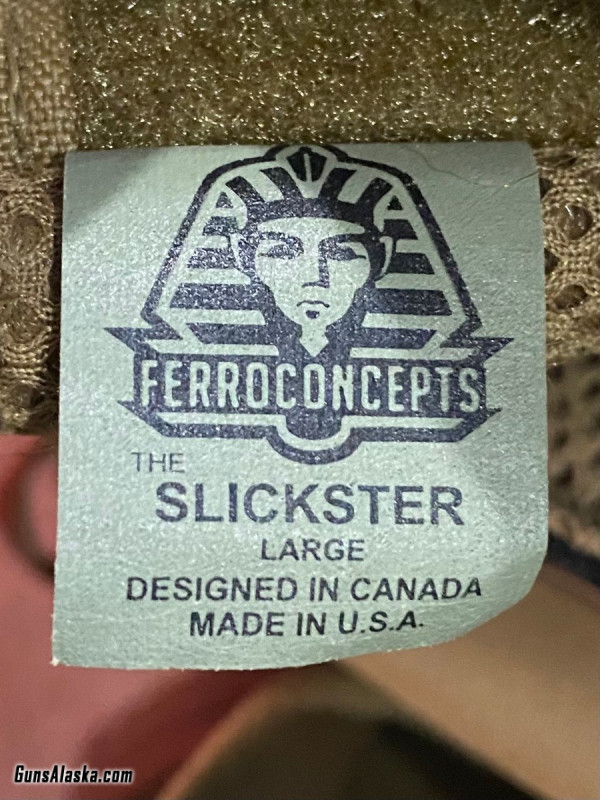 FERROCONCEPTS
THE
SLICKSTER
LARGE
DESIGNED IN CANADA
MADE IN U.S.A.
GunsAlaska.com